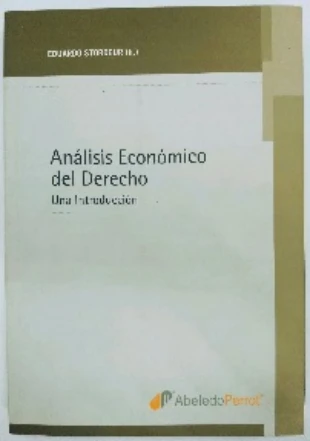 EDUARDO STORDEUR (H.)
Análisis Económico
del Derecho
Una Introducción
AbeledoPerrot